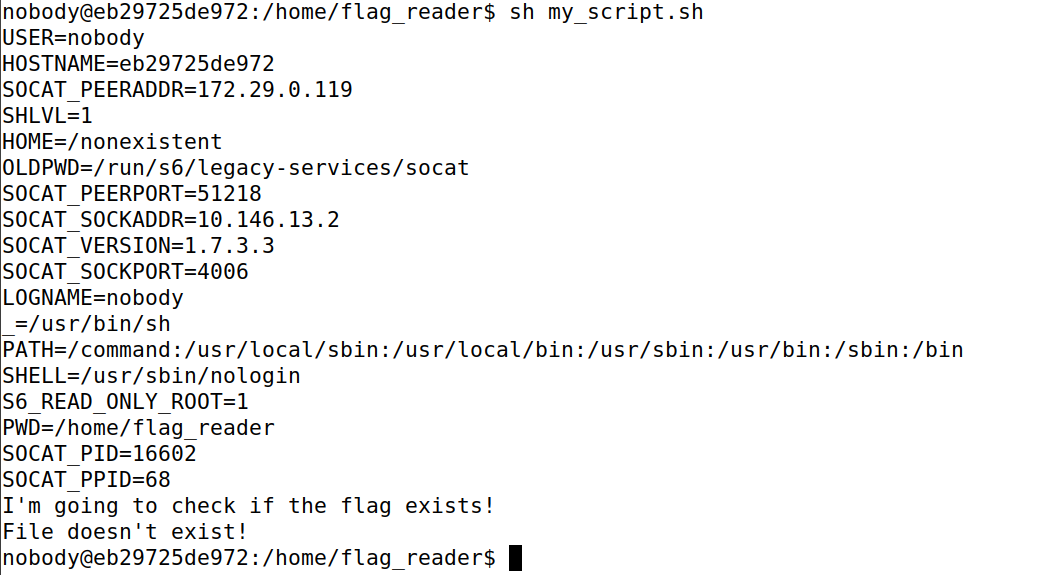 nobody@eb29725de972:/home/flag_reader$ sh my_script.sh
USER=nobody
HOSTNAME=eb29725de972
SOCAT_PEERADDR=172.29.0.119
SHLVL=1
HOME=/nonexistent
OLDPWD=/run/s6/legacy-services/socat
SOCAT_PEERPORT=51218
SOCAT_SOCKADDR=10.146.13.2
SOCAT_VERSION=1.7.3.3
SOCAT_SOCKPORT=4006
LOGNAME=nobody
_=/usr/bin/sh
PATH=/command:/usr/local/sbin:/usr/local/bin:/usr/sbin:/usr/bin:/sbin:/bin
SHELL=/usr/sbin/nologin
S6_READ_ONLY_ROOT=1
PWD=/home/flag_reader
SOCAT_PID=16602
SOCAT_PPID=68
I'm going to check if the flag exists!
File doesn't exist!
nobody@eb29725de972:/home/flag_reader$